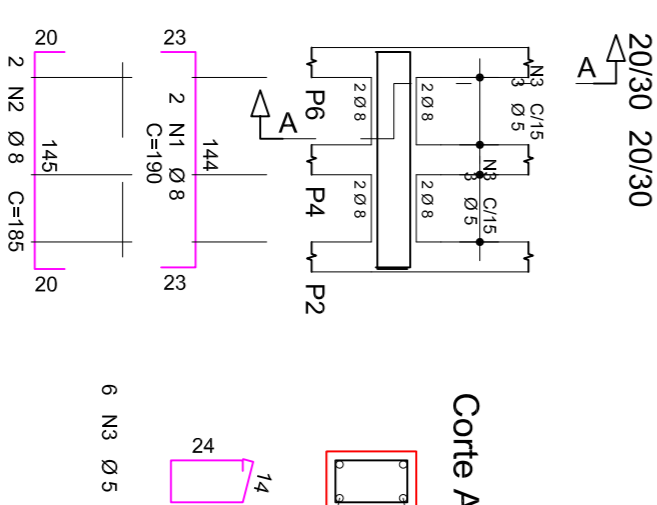 20/30 20/30
A
N3 C/15
3 Ø 5
N3 C/15
3 Ø 5
2 Ø 8
2 Ø 8
2 Ø 8
2 Ø 8
P6
P4
P2
A
23
144
2 N1 Ø 8
C=190
23
20
145
2 N2 Ø 8 C=185
20
Corte A
24
14
6 N3 Ø 5